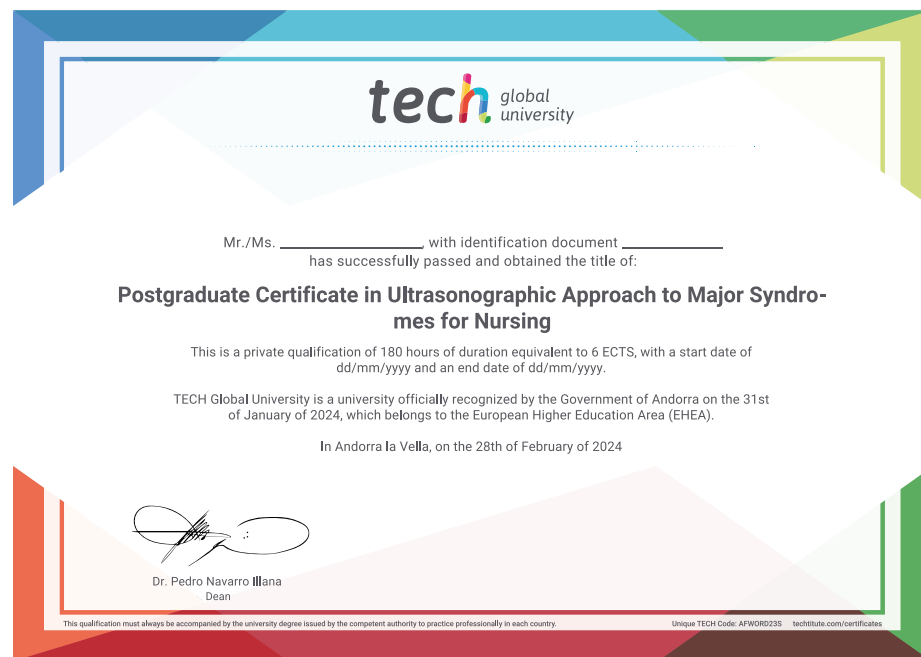 tech global
university
Mr./Ms. ____________, with identification document ____________
has successfully passed and obtained the title of:
Postgraduate Certificate in Ultrasonographic Approach to Major Syndro-
mes for Nursing
This is a private qualification of 180 hours of duration equivalent to 6 ECTS, with a start date of
dd/mm/yyyy and an end date of dd/mm/yyyy.
TECH Global University is a university officially recognized by the Government of Andorra on the 31st
of January of 2024, which belongs to the European Higher Education Area (EHEA).
In Andorra la Vella, on the 28th of February of 2024
Dr. Pedro Navarro Illana
Dean
This qualification must always be accompanied by the university degree issued by the competent authority to practice professionally in each country. Unique TECH Code: AFWORD23S techtitute.com/certificates